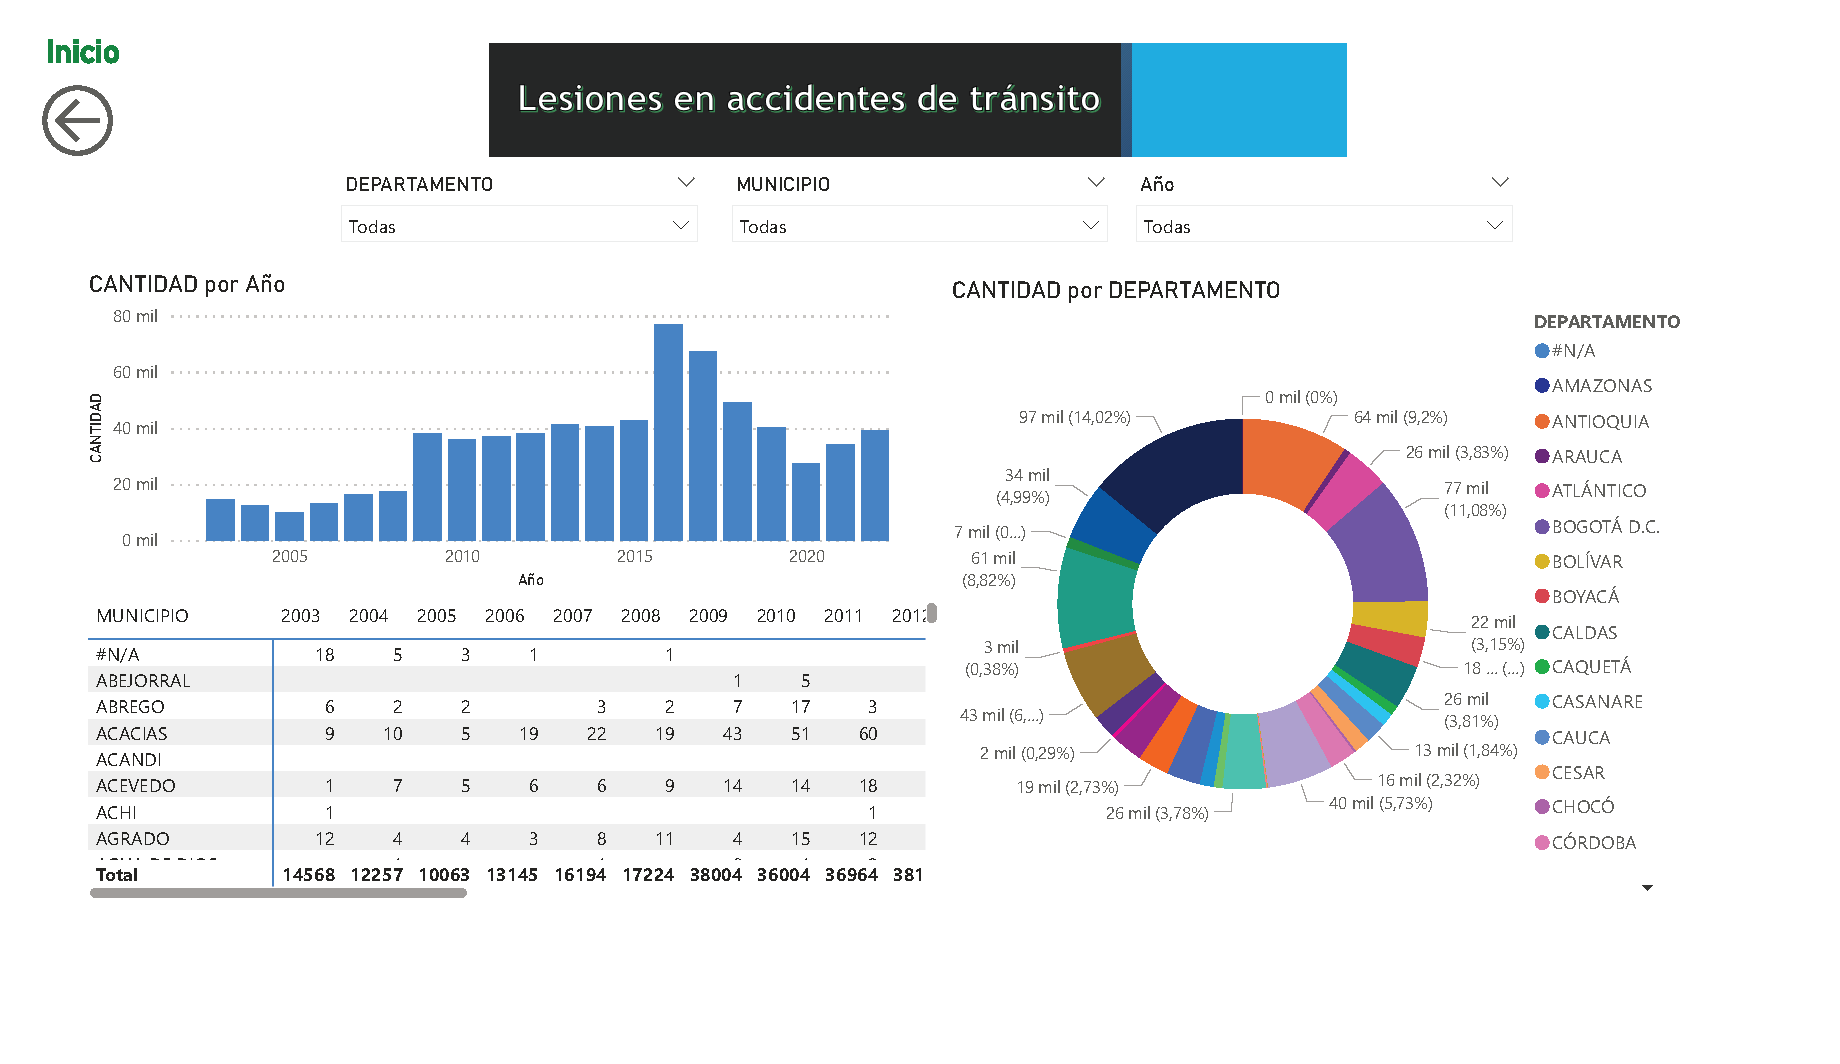 Inicio
Lesiones en accidentes de tránsito
DEPARTAMENTO
MUNICIPIO
Año
Todas
Todas
Todas
CANTIDAD por Año
80 mil
60 mil
40 mil
20 mil
0 mil
CANTIDAD
2005 2010 2015 2020
Año
MUNICIPIO 2003 2004 2005 2006 2007 2008 2009 2010 2011 2012
#N/A 18 5 3 1 1
ABEJORRAL 1 5
ABREGO 6 2 2 3 2 7 17 3
ACACIAS 9 10 5 19 22 19 43 51 60
ACANDI
ACEVEDO 1 7 5 6 6 9 14 14 18
ACHI 1 1
AGRADO 12 4 4 3 8 11 4 15 12
Total 14568 12257 10063 13145 16194 17224 38004 36004 36964 381
CANTIDAD por DEPARTAMENTO
0 mil (0%)
64 mil (9,2%)
26 mil (3,83%)
77 mil
(11,08%)
22 mil
(3,15%)
18 ... (...)
26 mil
(3,81%)
13 mil (1,84%)
16 mil (2,32%)
40 mil (5,73%)
26 mil (3,78%)
19 mil (2,73%)
2 mil (0,29%)
43 mil (6,...)
3 mil
(0,38%)
61 mil
(8,82%)
7 mil (0...)
34 mil
(4,99%)
97 mil (14,02%)
DEPARTAMENTO
#N/A
AMAZONAS
ANTIOQUIA
ARAUCA
ATLÁNTICO
BOGOTÁ D.C.
BOLÍVAR
BOYACÁ
CALDAS
CAQUETÁ
CASANARE
CAUCA
CESAR
CHOCÓ
CÓRDOBA